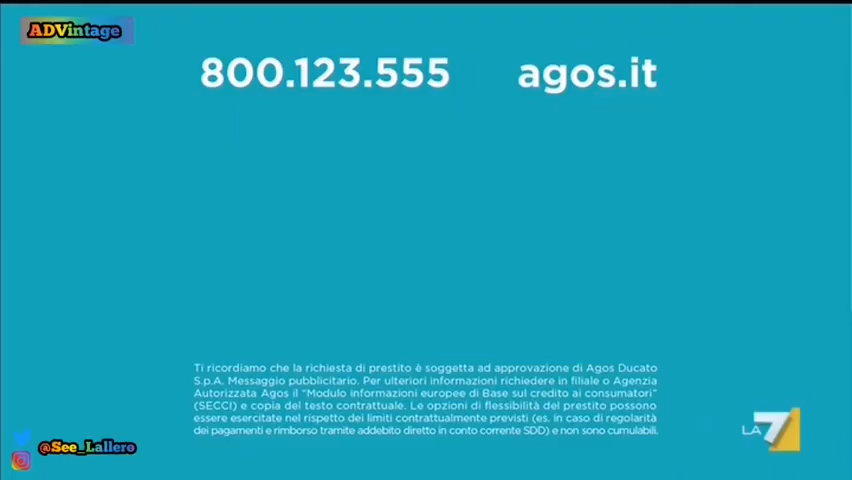 ADVintage
800.123.555 agos.it
Ti ricordiamo che la richiesta di prestito è soggetta ad approvazione di Agos Ducato
S.p.A. Messaggio pubblicitario. Per ulteriori informazioni richiedere in filiale o Agenzia
Autorizzata Agos il "Modulo informazioni europee di Base sul credito ai consumatori"
(SECCI) e copia del testo contrattuale. Le opzioni di flessibilità del prestito possono
essere esercitate nel rispetto dei limiti contrattualmente previsti (es. in caso di regolarità
dei pagamenti e rimborso tramite addebito diretto in conto corrente SDD) e non sono cumulabili.
LA7
@See_Lallero